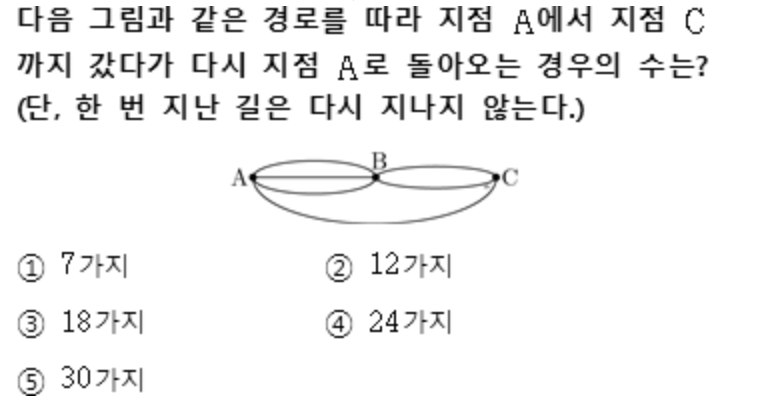 다음 그림과 같은 경로를 따라 지점 A에서 지점 C
까지 갔다가 다시 지점 A로 돌아오는 경우의 수는?
(단, 한 번 지난 길은 다시 지나지 않는다.)
B
A C
① 7가지 ② 12가지
③ 18가지 ④ 24가지
⑤ 30가지